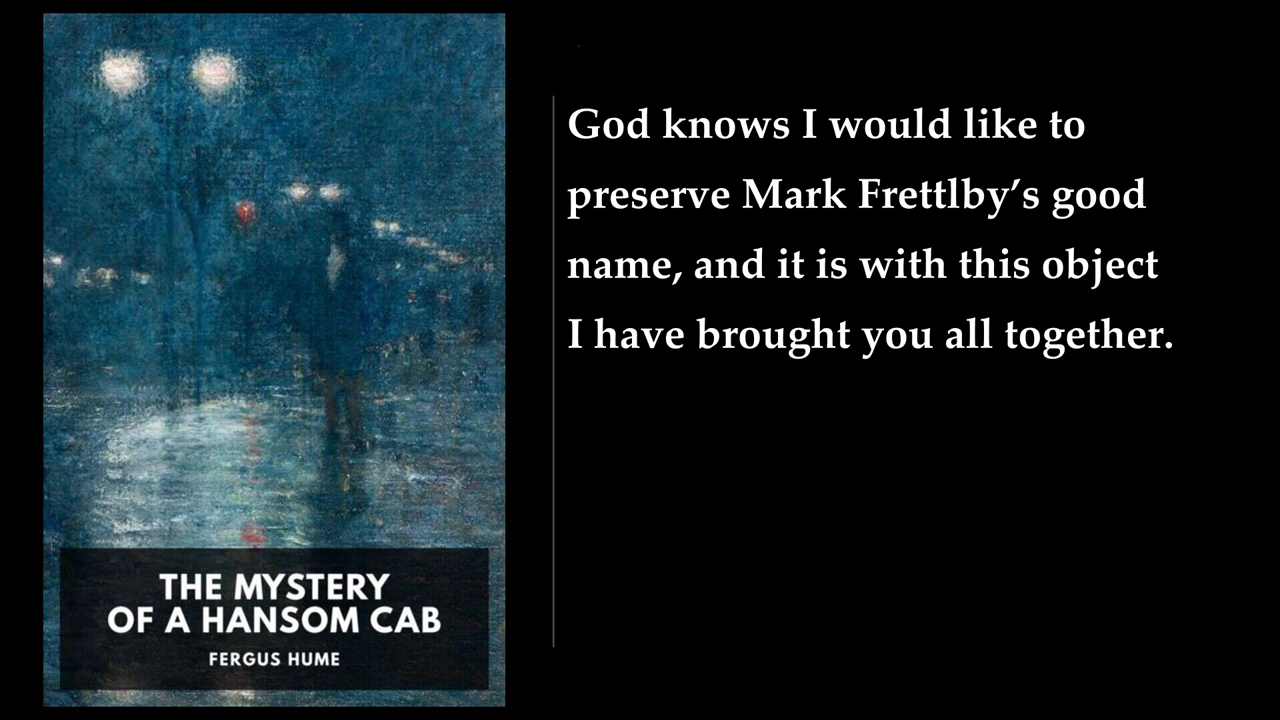 God knows I would like to
preserve Mark Frettlby’s good
name, and it is with this object
I have brought you all together.
THE MYSTERY
OF A HANSOM CAB
FERGUS HUME